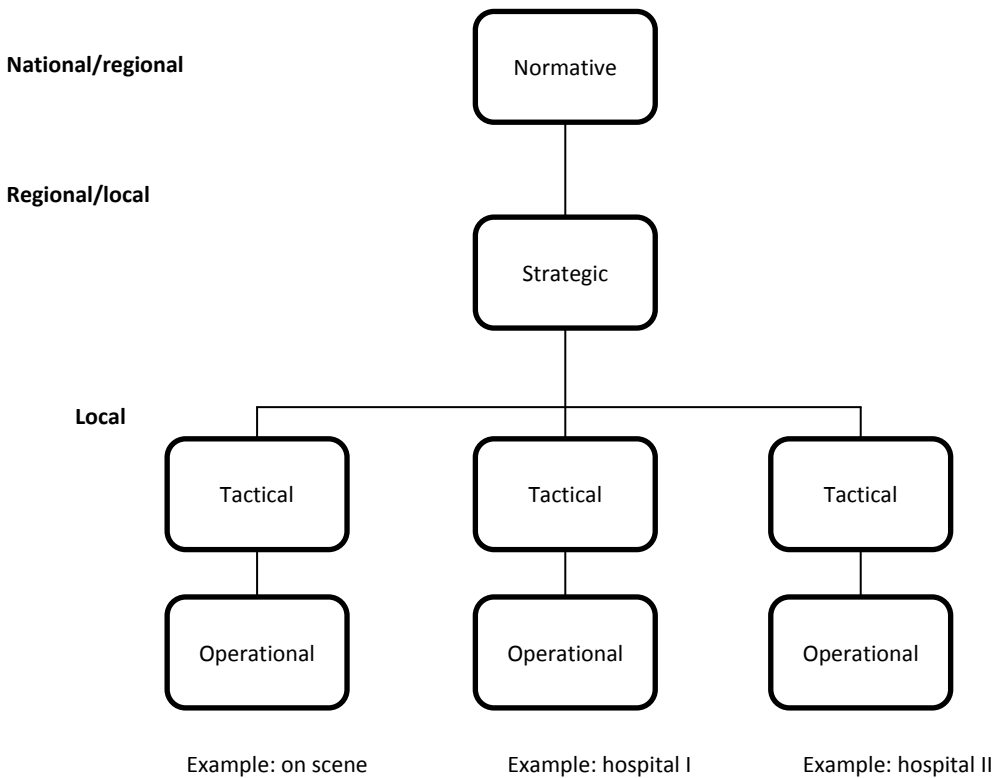 National/regional
Normative
Regional/local
Strategic
Local
Tactical
Tactical
Tactical
Operational
Operational
Operational
Example: on scene
Example: hospital I
Example: hospital II